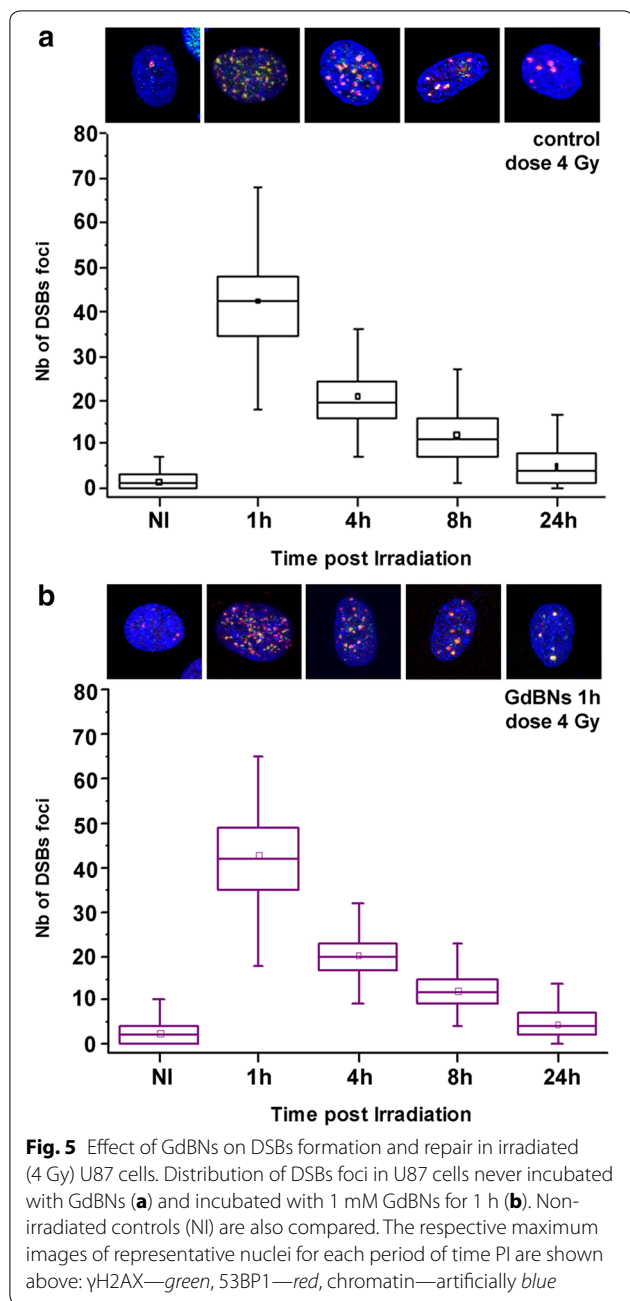 a
control
dose 4 Gy
80
70
60
50
40
30
20
10
0
Nb of DSBs foci
NI 1h 4h 8h 24h
Time post Irradiation
b
GdBNs 1h
dose 4 Gy
80
70
60
50
40
30
20
10
0
Nb of DSBs foci
NI 1h 4h 8h 24h
Time post Irradiation
Fig. 5 Effect of GdBNs on DSBs formation and repair in irradiated
(4 Gy) U87 cells. Distribution of DSBs foci in U87 cells never incubated
with GdBNs (a) and incubated with 1 mM GdBNs for 1 h (b). Non-
irradiated controls (NI) are also compared. The respective maximum
images of representative nuclei for each period of time PI are shown
above: γH2AX—green, 53BP1—red, chromatin—artificially blue